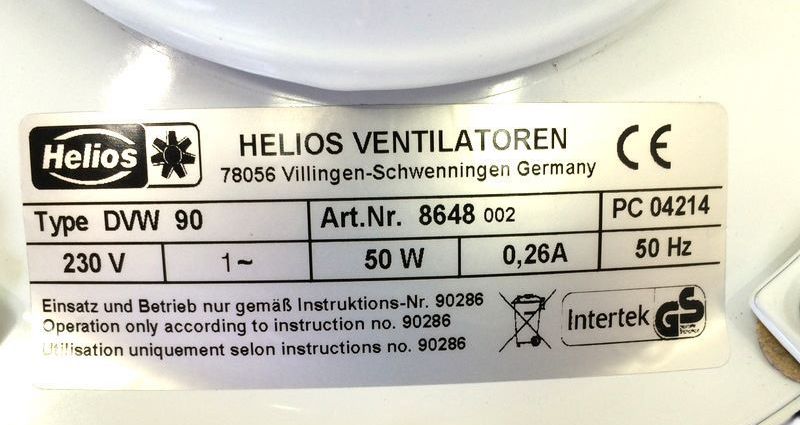 Helios
HELIOS VENTILATOREN
78056 Villingen-Schwenningen Germany
CE
Type DVW 90
Art.Nr. 8648 002
PC 04214
230 V
1~
50 W
0,26A
50 Hz
Einsatz und Betrieb nur gemäß Instruktions-Nr. 90286
Operation only according to instruction no. 90286
Utilisation uniquement selon instructions no. 90286
Intertek
GS